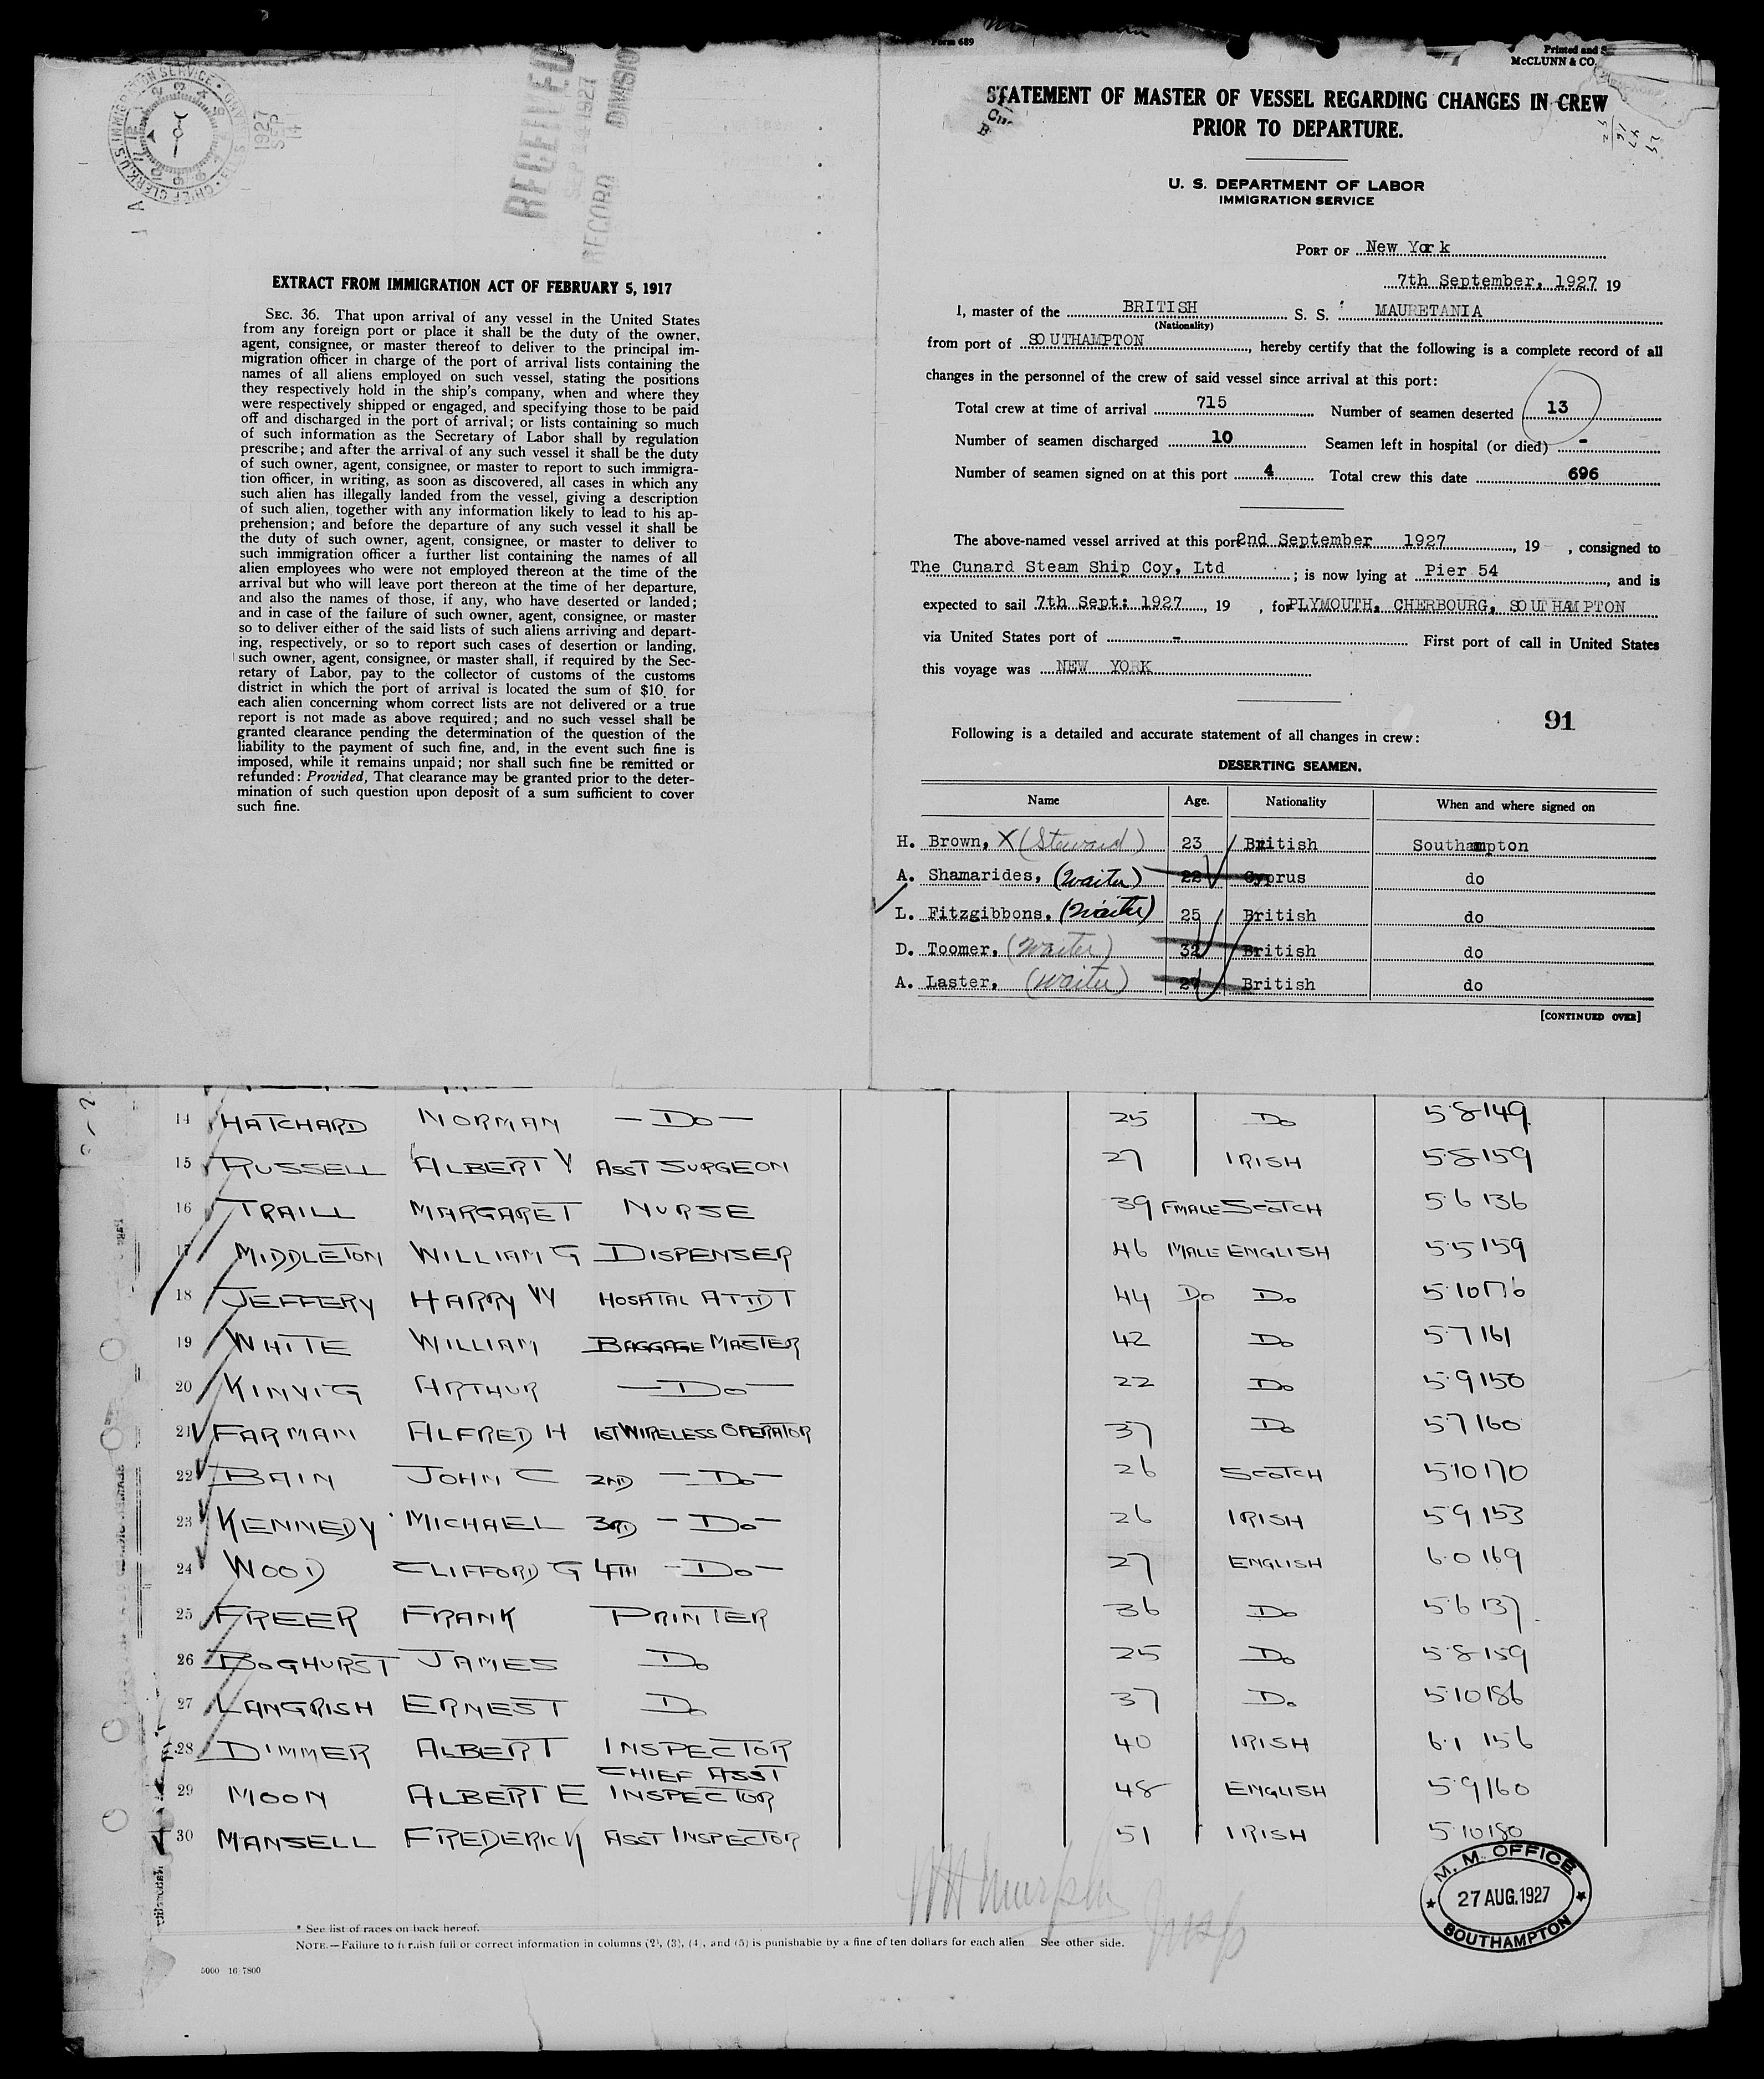 U.S. IMMIGRATION SERVICE
CHIEF CLERK
1927
SEP
14
RECEIVED
SEP 14 1927
RECORD DIVISION
EXTRACT FROM IMMIGRATION ACT OF FEBRUARY 5, 1917
SEC. 36. That upon arrival of any vessel in the United States
from any foreign port or place it shall be the duty of the owner,
agent, consignee, or master thereof to deliver to the principal im-
migration officer in charge of the port of arrival lists containing the
names of all aliens employed on such vessel, stating the positions
they respectively hold in the ship's company, when and where they
were respectively shipped or engaged, and specifying those to be paid
off and discharged in the port of arrival; or lists containing so much
of such information as the Secretary of Labor shall by regulation
prescribe; and after the arrival of any such vessel it shall be the duty
of such owner, agent, consignee, or master to report to such immigra-
tion officer, in writing, as soon as discovered, all cases in which any
such alien has illegally landed from the vessel, giving a description
of such alien, together with any information likely to lead to his ap-
prehension; and before the departure of any such vessel it shall be
the duty of such owner, agent, consignee, or master to deliver to
such immigration officer a further list containing the names of all
alien employees who were not employed thereon at the time of the
arrival but who will leave port thereon at the time of her departure,
and also the names of those, if any, who have deserted or landed;
and in case of the failure of such owner, agent, consignee, or master
so to deliver either of the said lists of such aliens arriving and depart-
ing, respectively, or so to report such cases of desertion or landing,
such owner, agent, consignee, or master shall, if required by the Sec-
retary of Labor, pay to the collector of customs of the customs
district in which the port of arrival is located the sum of $10 for
each alien concerning whom correct lists are not delivered or a true
report is not made as above required; and no such vessel shall be
granted clearance pending the determination of the question of the
liability to the payment of such fine, and, in the event such fine is
imposed, while it remains unpaid; nor shall such fine be remitted or
refunded: Provided, That clearance may be granted prior to the deter-
mination of such question upon deposit of a sum sufficient to cover
such fine.
Form 689
Printed and S
McCLUNN & CO.
STATEMENT OF MASTER OF VESSEL REGARDING CHANGES IN CREW
PRIOR TO DEPARTURE.
U. S. DEPARTMENT OF LABOR
IMMIGRATION SERVICE
PORT OF New York
7th September, 1927 19
I, master of the BRITISH S. S. MAURETANIA
(Nationality)
from port of SOUTHAMPTON, hereby certify that the following is a complete record of all
changes in the personnel of the crew of said vessel since arrival at this port:
Total crew at time of arrival 715 Number of seamen deserted 13
Number of seamen discharged 10 Seamen left in hospital (or died) -
Number of seamen signed on at this port 4 Total crew this date 696
The above-named vessel arrived at this port 2nd September 1927, 19 , consigned to
The Cunard Steam Ship Coy, Ltd ; is now lying at Pier 54, and is
expected to sail 7th Sept: 1927, 19 , for PLYMOUTH, CHERBOURG, SOUTHAMPTON
via United States port of - First port of call in United States
this voyage was NEW YORK
91
Following is a detailed and accurate statement of all changes in crew:
DESERTING SEAMEN.
Name Age. Nationality When and where signed on
H. Brown, X (Steward) 23 British Southampton
A. Shamarides, (Waiter) 22 Cyprus do
L. Fitzgibbons, (Waiter) 25 British do
D. Toomer, (Waiter) 32 British do
A. Laster, (Waiter) British do
[CONTINUED OVER]
14 HATCHARD NORMAN — Do — 25 Do 5·8 149
15 RUSSELL ALBERT V ASST SURGEON 27 IRISH 5·8 159
16 TRAILL MARGARET NURSE 39 FMALE SCOTCH 5·6 136
17 MIDDLETON WILLIAM G DISPENSER 46 MALE ENGLISH 5·5 159
18 JEFFERY HARRY W HOSPITAL ATTDT 44 Do Do 5·10 176
19 WHITE WILLIAM BAGGAGE MASTER 42 Do 5·7 161
20 KINVIG ARTHUR — Do — 22 Do 5·9 150
21 FARMAN ALFRED H 1ST WIRELESS OPERATOR 37 Do 5·7 160
22 BAIN JOHN C 2ND — Do — 26 SCOTCH 5·10 170
23 KENNEDY MICHAEL 3RD — Do — 26 IRISH 5·9 153
24 WOOD CLIFFORD G 4TH — Do — 27 ENGLISH 6·0 169
25 FREER FRANK PRINTER 36 Do 5·6 137
26 BOGHURST JAMES Do 25 Do 5·8 159
27 LANGRISH ERNEST Do 37 Do 5·10 186
28 DIMMER ALBERT INSPECTOR 40 IRISH 6·1 156
29 MOON ALBERT E CHIEF ASST INSPECTOR 48 ENGLISH 5·9 160
30 MANSELL FREDERICK ASST INSPECTOR 51 IRISH 5·10 180
M. M. OFFICE
27 AUG. 1927
SOUTHAMPTON
* See list of races on back hereof.
NOTE.—Failure to furnish full or correct information in columns (2), (3), (4), and (5) is punishable by a fine of ten dollars for each alien See other side.